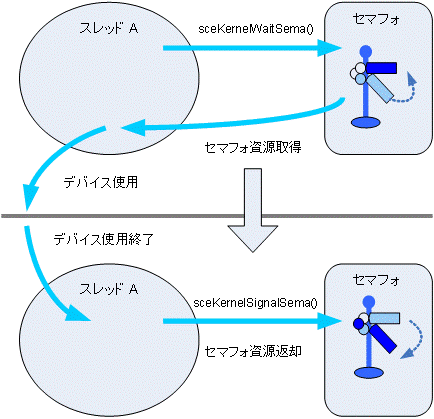 スレッド A
sceKernelWaitSema()
セマフォ
セマフォ資源取得
デバイス使用
デバイス使用終了
スレッド A
sceKernelSignalSema()
セマフォ
セマフォ資源返却